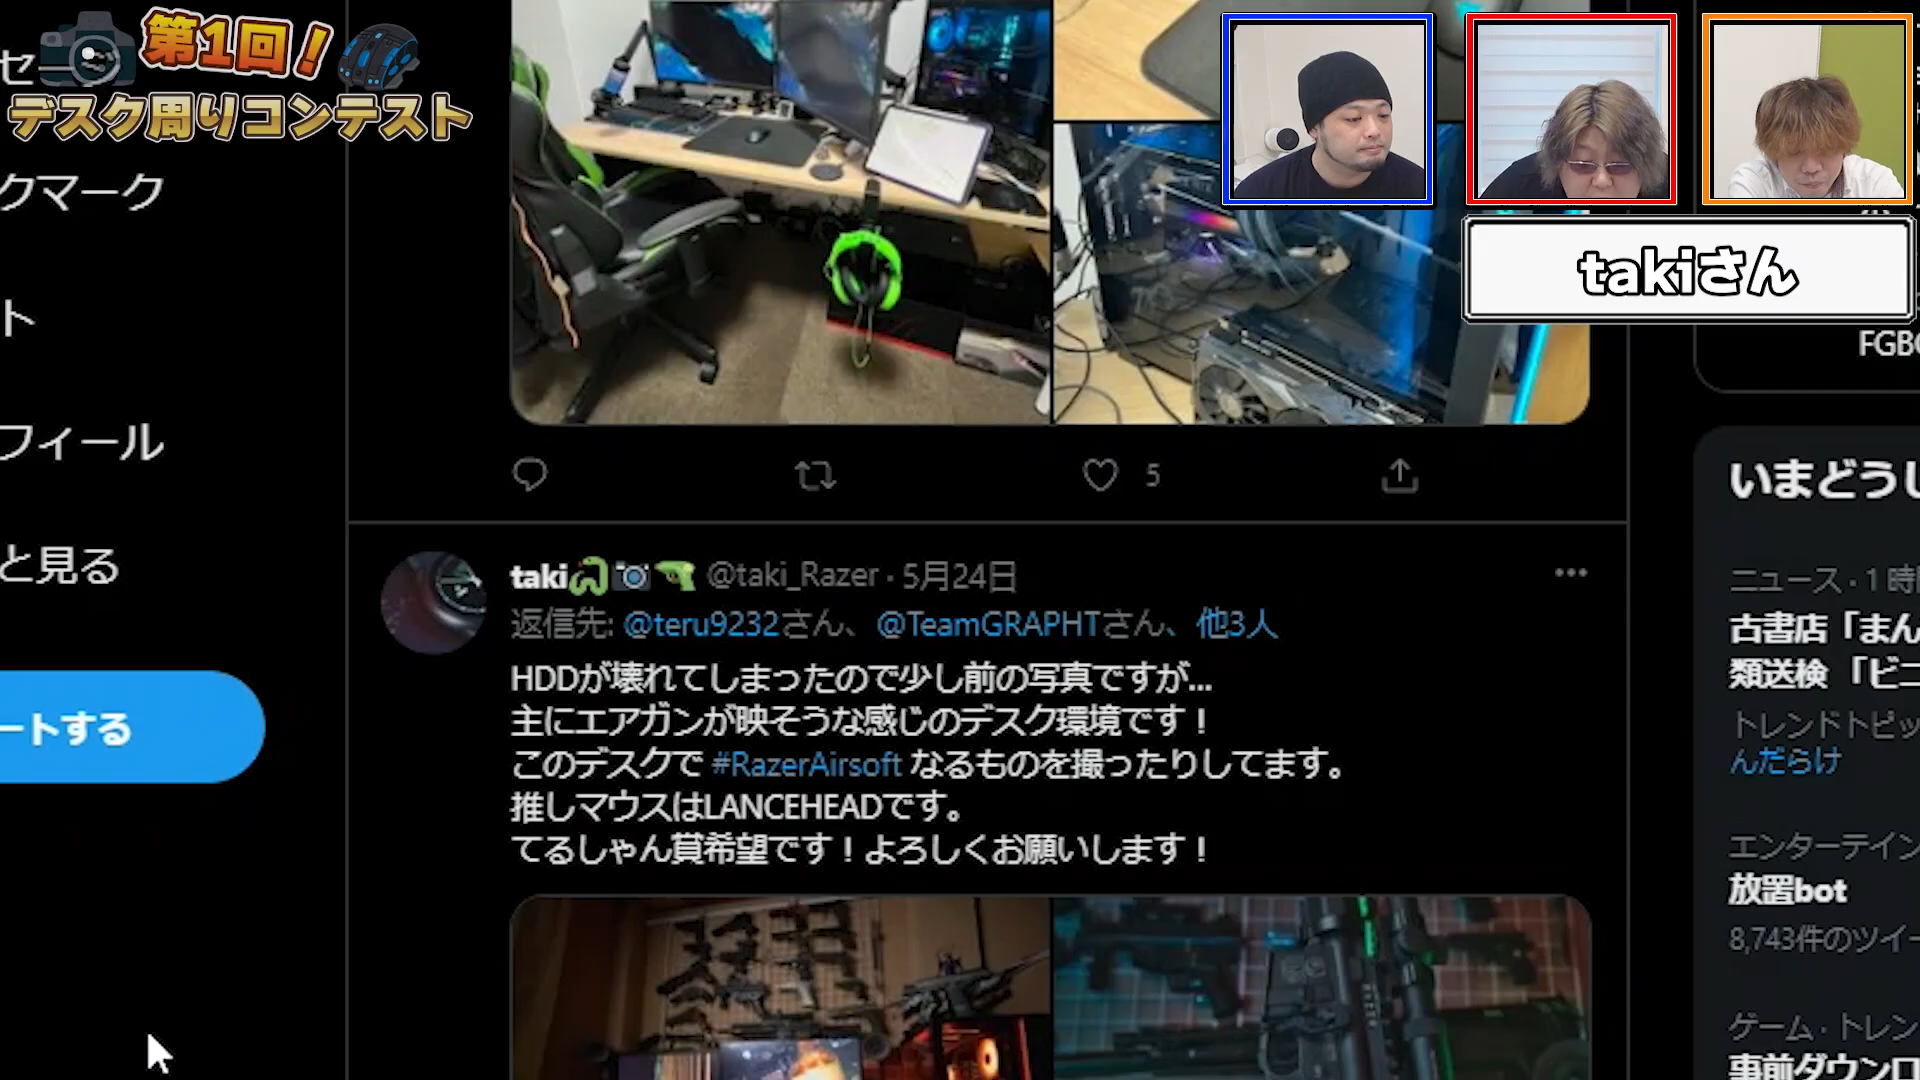 第1回！
デスク周りコンテスト
セ
クマーク
ト
フィール
と見る
ートする
takiさん
FGBC
5
taki @taki_Razer · 5月24日
返信先: @teru9232さん、@TeamGRAPHTさん、他3人
HDDが壊れてしまったので少し前の写真ですが...
主にエアガンが映そうな感じのデスク環境です！
このデスクで #RazerAirsoft なるものを撮ったりしてます。
推しマウスはLANCEHEADです。
てるしゃん賞希望です！よろしくお願いします！
いまどうし
ニュース · 1 時
古書店「まん
類送検 「ビニ
トレンドトピッ
んだらけ
エンターテイン
放置bot
8,743件のツイー
ゲーム · トレン
事前ダウンロ